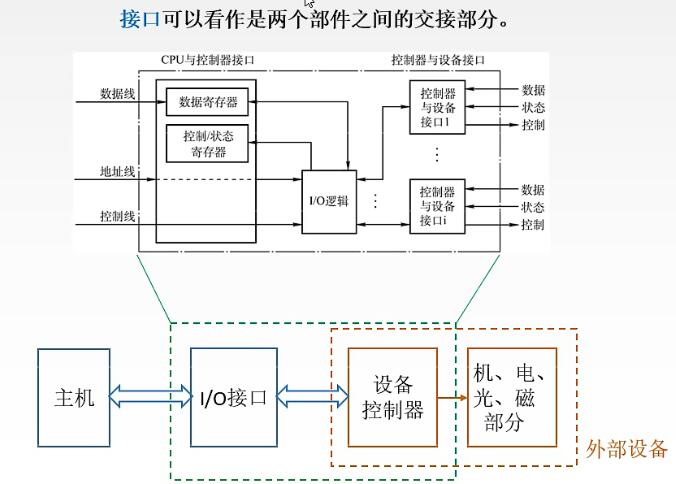 接口可以看作是两个部件之间的交接部分。
CPU与控制器接口
控制器与设备接口
数据线
数据寄存器
控制/状态
寄存器
地址线
控制线
I/O逻辑
控制器
与设备
接口1
数据
状态
控制
控制器
与设备
接口i
数据
状态
控制
主机
I/O接口
设备
控制器
机、电、
光、磁
部分
外部设备